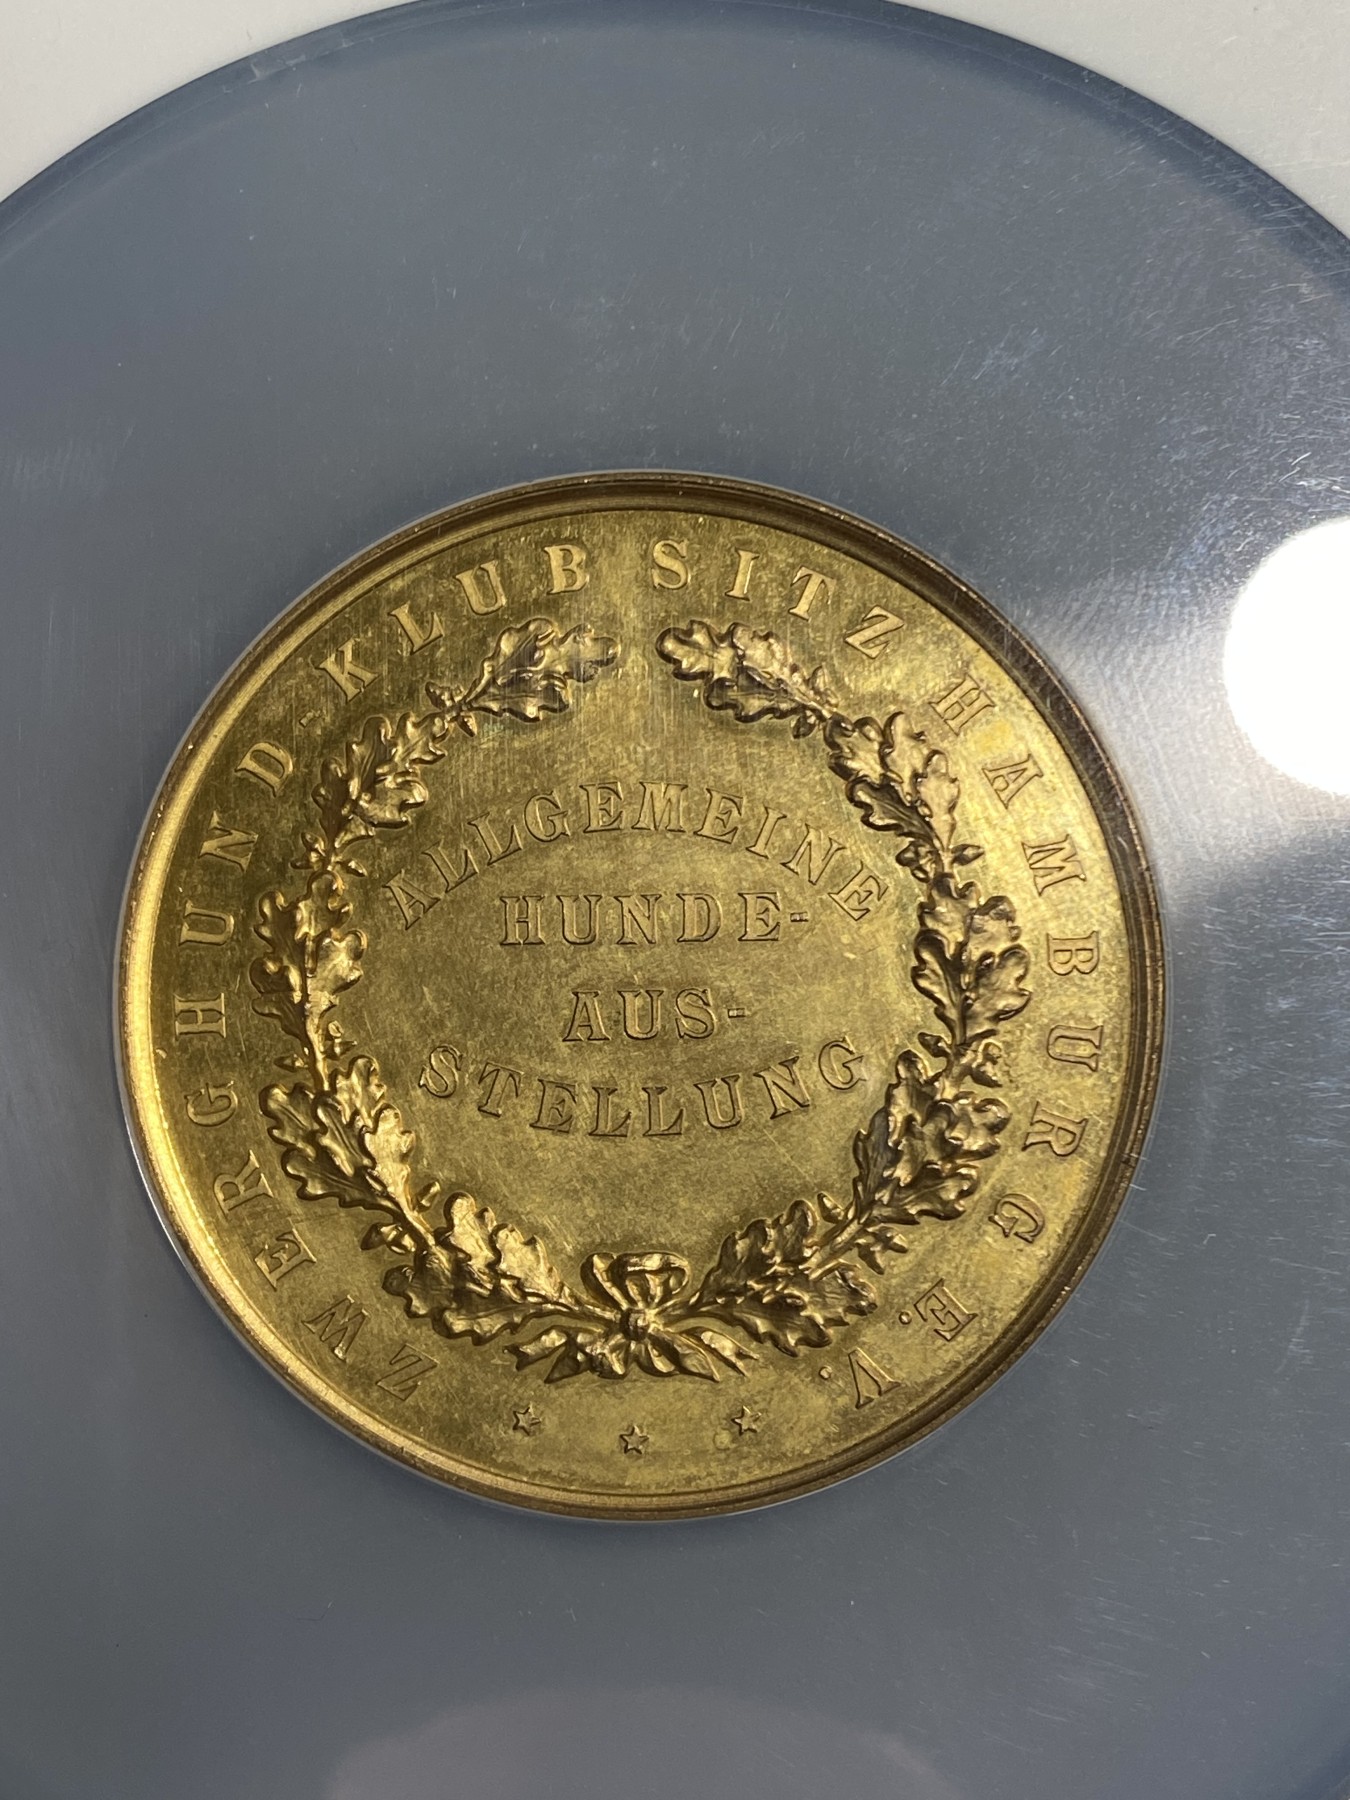 ZWERGHUND-KLUB SITZ HAMBURG E.V.
ALLGEMEINE
HUNDE-
AUS-
STELLUNG